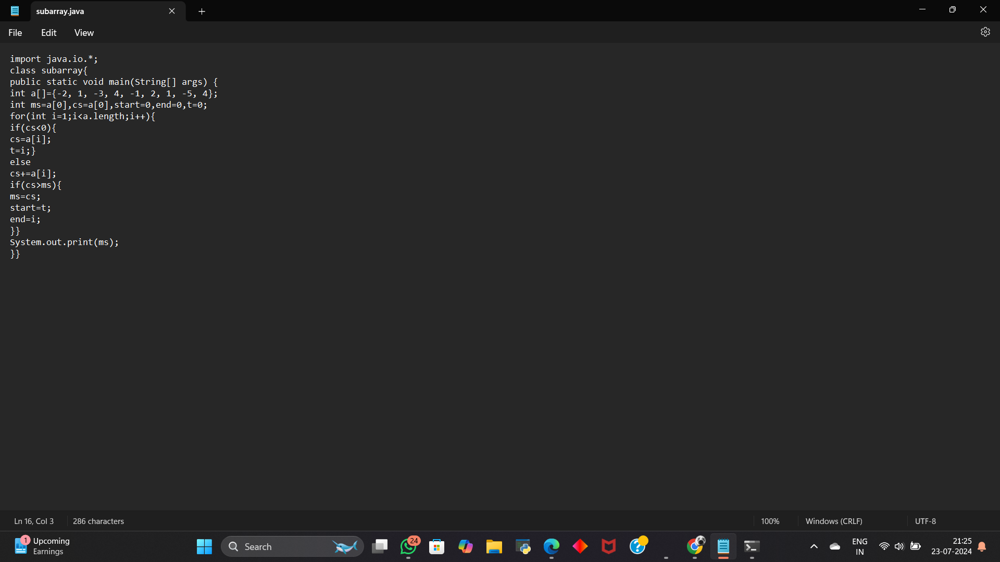 subarray.java
File Edit View
import java.io.*;
class subarray{
public static void main(String[] args) {
int a[]={-2, 1, -3, 4, -1, 2, 1, -5, 4};
int ms=a[0],cs=a[0],start=0,end=0,t=0;
for(int i=1;i<a.length;i++){
if(cs<0){
cs=a[i];
t=i;}
else
cs+=a[i];
if(cs>ms){
ms=cs;
start=t;
end=i;
}}
System.out.print(ms);
}}
Ln 16, Col 3 286 characters 100% Windows (CRLF) UTF-8
1 Upcoming
Earnings
Search
24
ENG
IN
21:25
23-07-2024